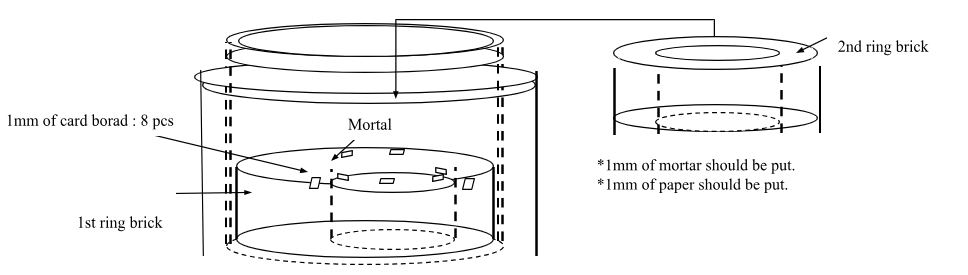 2nd ring brick
1mm of card borad : 8 pcs
Mortal
*1mm of mortar should be put.
*1mm of paper should be put.
1st ring brick